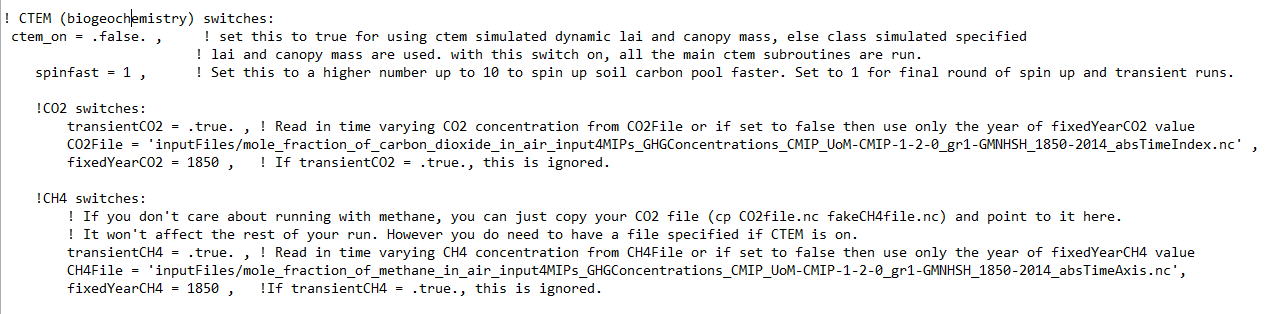 ! CTEM (biogeochemistry) switches:
ctem_on = .false. , ! set this to true for using ctem simulated dynamic lai and canopy mass, else class simulated specified
! lai and canopy mass are used. with this switch on, all the main ctem subroutines are run.
spinfast = 1 , ! Set this to a higher number up to 10 to spin up soil carbon pool faster. Set to 1 for final round of spin up and transient runs.
!CO2 switches:
transientCO2 = .true. , ! Read in time varying CO2 concentration from CO2File or if set to false then use only the year of fixedYearCO2 value
CO2File = 'inputFiles/mole_fraction_of_carbon_dioxide_in_air_input4MIPs_GHGConcentrations_CMIP_UoM-CMIP-1-2-0_gr1-GMNHSH_1850-2014_absTimeIndex.nc' ,
fixedYearCO2 = 1850 , ! If transientCO2 = .true., this is ignored.
!CH4 switches:
! If you don't care about running with methane, you can just copy your CO2 file (cp CO2file.nc fakeCH4file.nc) and point to it here.
! It won't affect the rest of your run. However you do need to have a file specified if CTEM is on.
transientCH4 = .true. , ! Read in time varying CH4 concentration from CH4File or if set to false then use only the year of fixedYearCH4 value
CH4File = 'inputFiles/mole_fraction_of_methane_in_air_input4MIPs_GHGConcentrations_CMIP_UoM-CMIP-1-2-0_gr1-GMNHSH_1850-2014_absTimeAxis.nc',
fixedYearCH4 = 1850 , !If transientCH4 = .true., this is ignored.